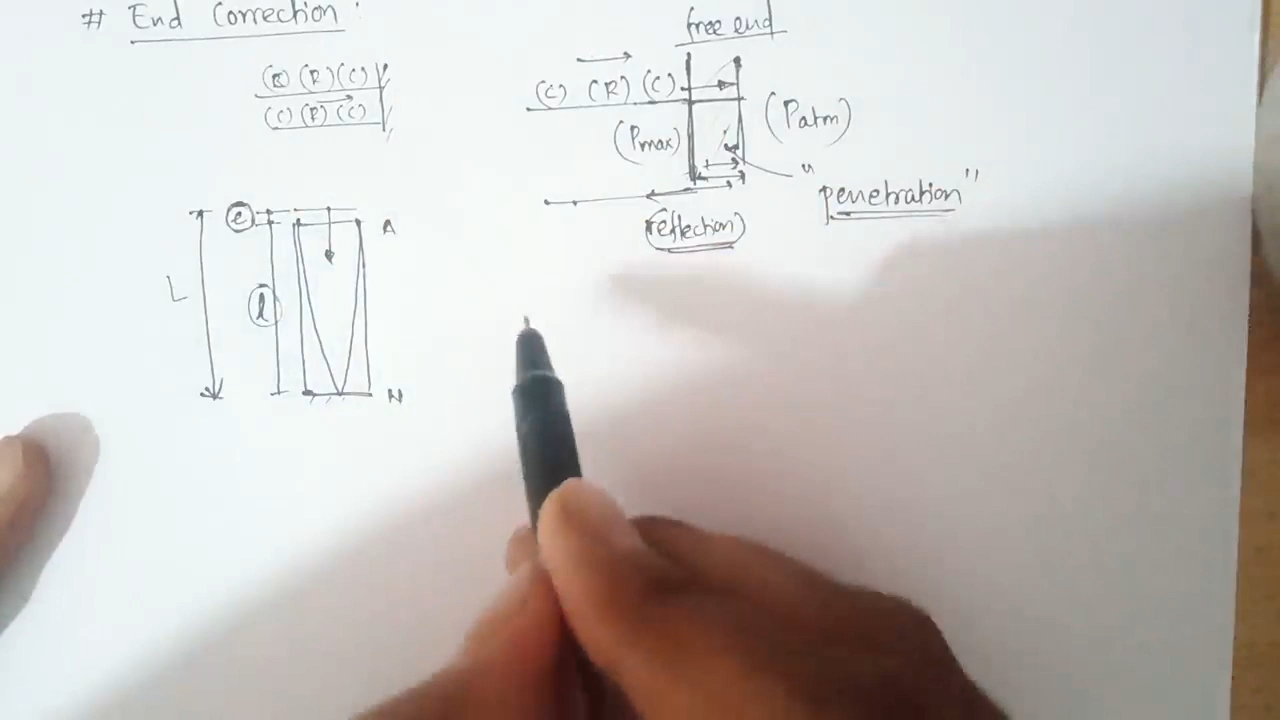 # End Correction :
(R) (R) (C)
(C) (R) (C)
free end
(C) (R) (C)
(Pmax)
(Patm)
"penetration"
(reflection)
e
A
L
l
N